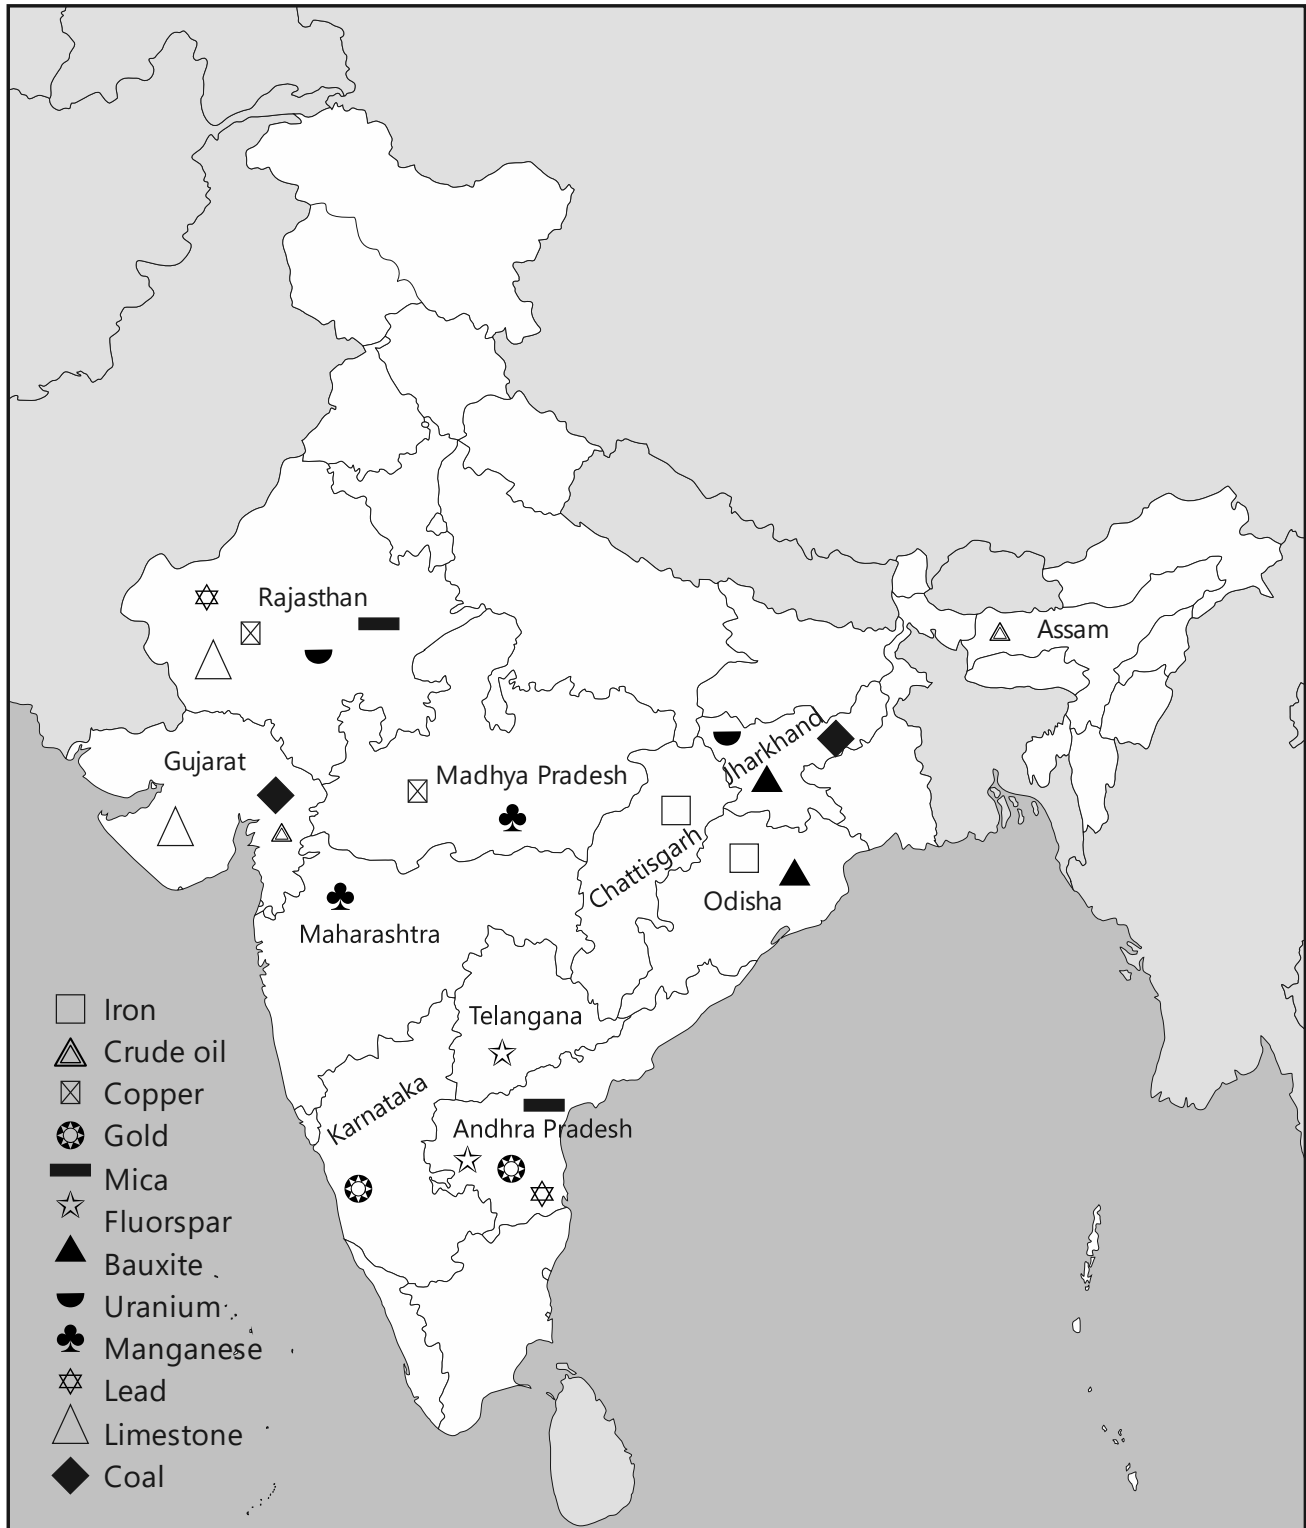 Rajasthan
Assam
Gujarat
Madhya Pradesh
Jharkhand
Chattisgarh
Odisha
Maharashtra
Telangana
Karnataka
Andhra Pradesh
Iron
Crude oil
Copper
Gold
Mica
Fluorspar
Bauxite
Uranium
Manganese
Lead
Limestone
Coal